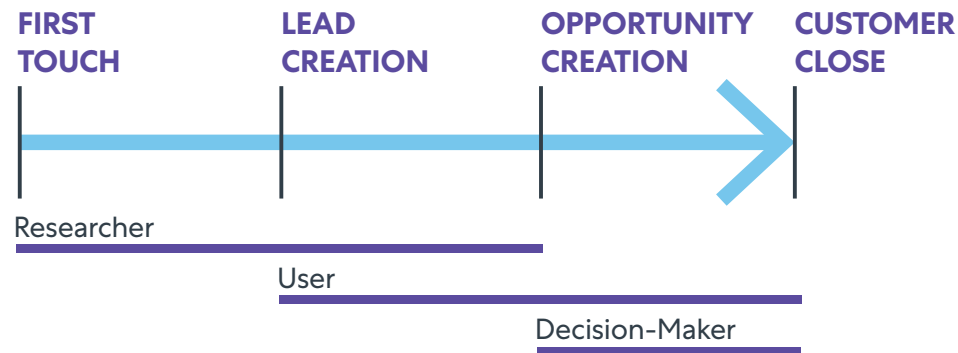 FIRST
TOUCH
LEAD
CREATION
OPPORTUNITY
CREATION
CUSTOMER
CLOSE
Researcher
User
Decision-Maker